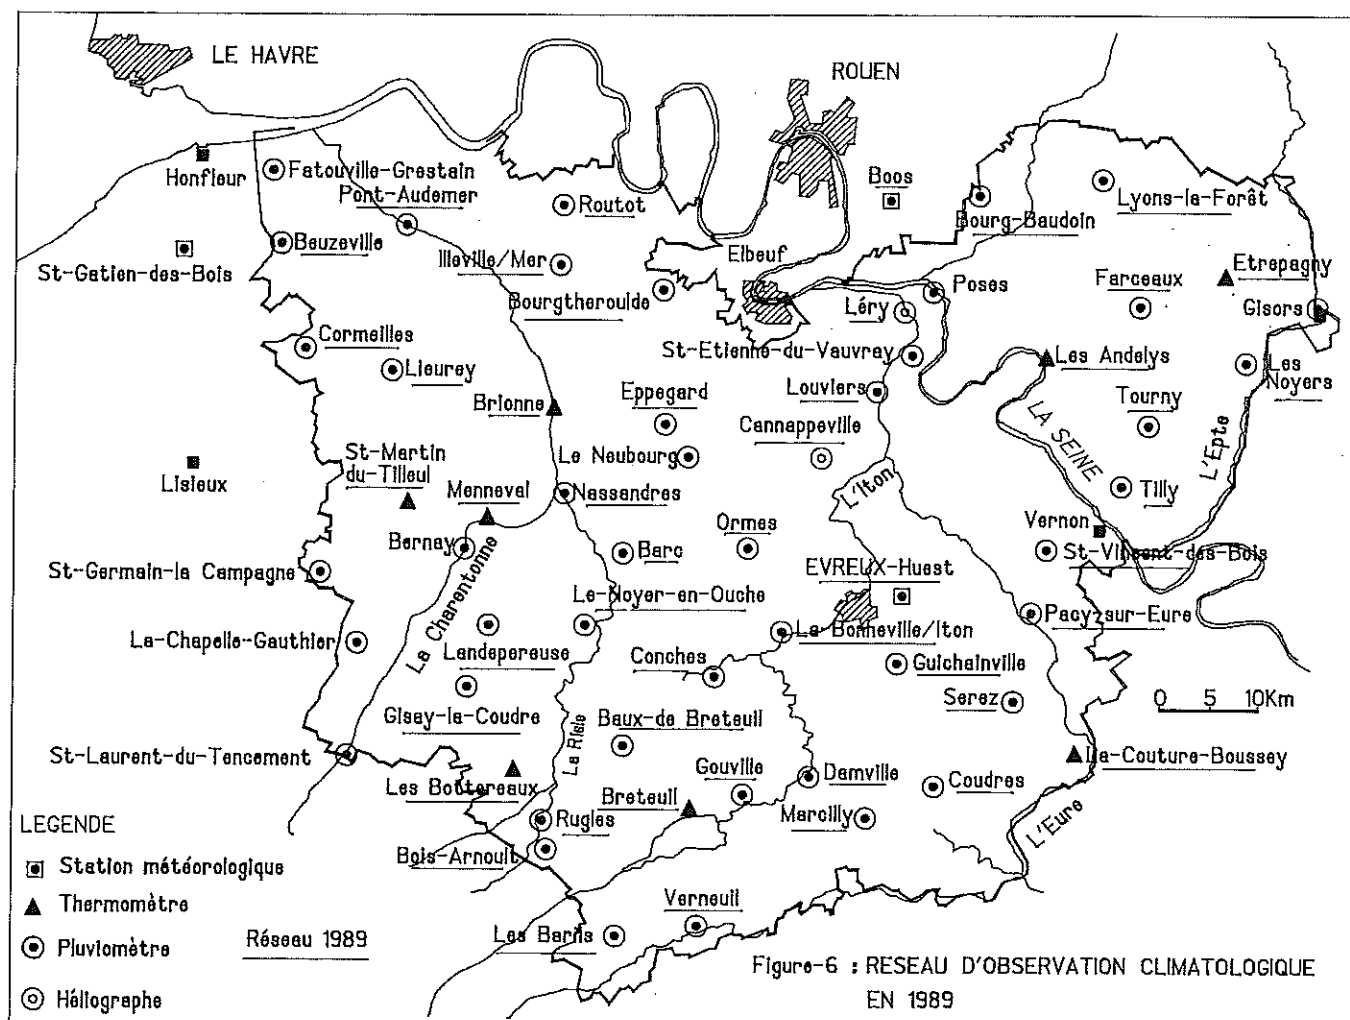 LE HAVRE
ROUEN
Honfleur
Fatouville-Grestain
Pont-Audemer
Routot
Boos
Bourg-Baudoin
Lyons-la-Forêt
St-Gatien-des-Bois
Beuzeville
Illeville/Mer
Elbeuf
Bourgtheroulde
Léry
Poses
Farceaux
Etrepagny
Gisors
Cormeilles
Lieurey
St-Etienne-du-Vauvray
Les Andelys
Les
Noyers
Brionne
Eppegard
Louviers
Tourny
Cannappeville
LA SEINE
L'Epte
St-Martin
du-Tilleul
Le Neubourg
Lisieux
Menneval
Nassandres
L'Iton
Tilly
Vernon
Bernay
Barc
Ormes
St-Vincent-des-Bois
St-Germain-la Campagne
La Charentonne
Le-Noyer-en-Ouche
EVREUX-Huest
Pacy-sur-Eure
La-Chapelle-Gauthier
Landepereuse
Conches
La-Bonneville/Iton
Guichainville
Serez
0 5 10Km
Gisay-la-Coudre
Baux-de Breteuil
La Risle
St-Laurent-du-Tencement
Les Bottereaux
Breteuil
Gouville
Damville
Coudres
La-Couture-Boussey
Marcilly
L'Eure
Rugles
Bois-Arnoult
Verneuil
Les Barils
LEGENDE
Station météorologique
Thermomètre
Pluviomètre
Réseau 1989
Héliographe
Figure-6 : RESEAU D'OBSERVATION CLIMATOLOGIQUE
EN 1989